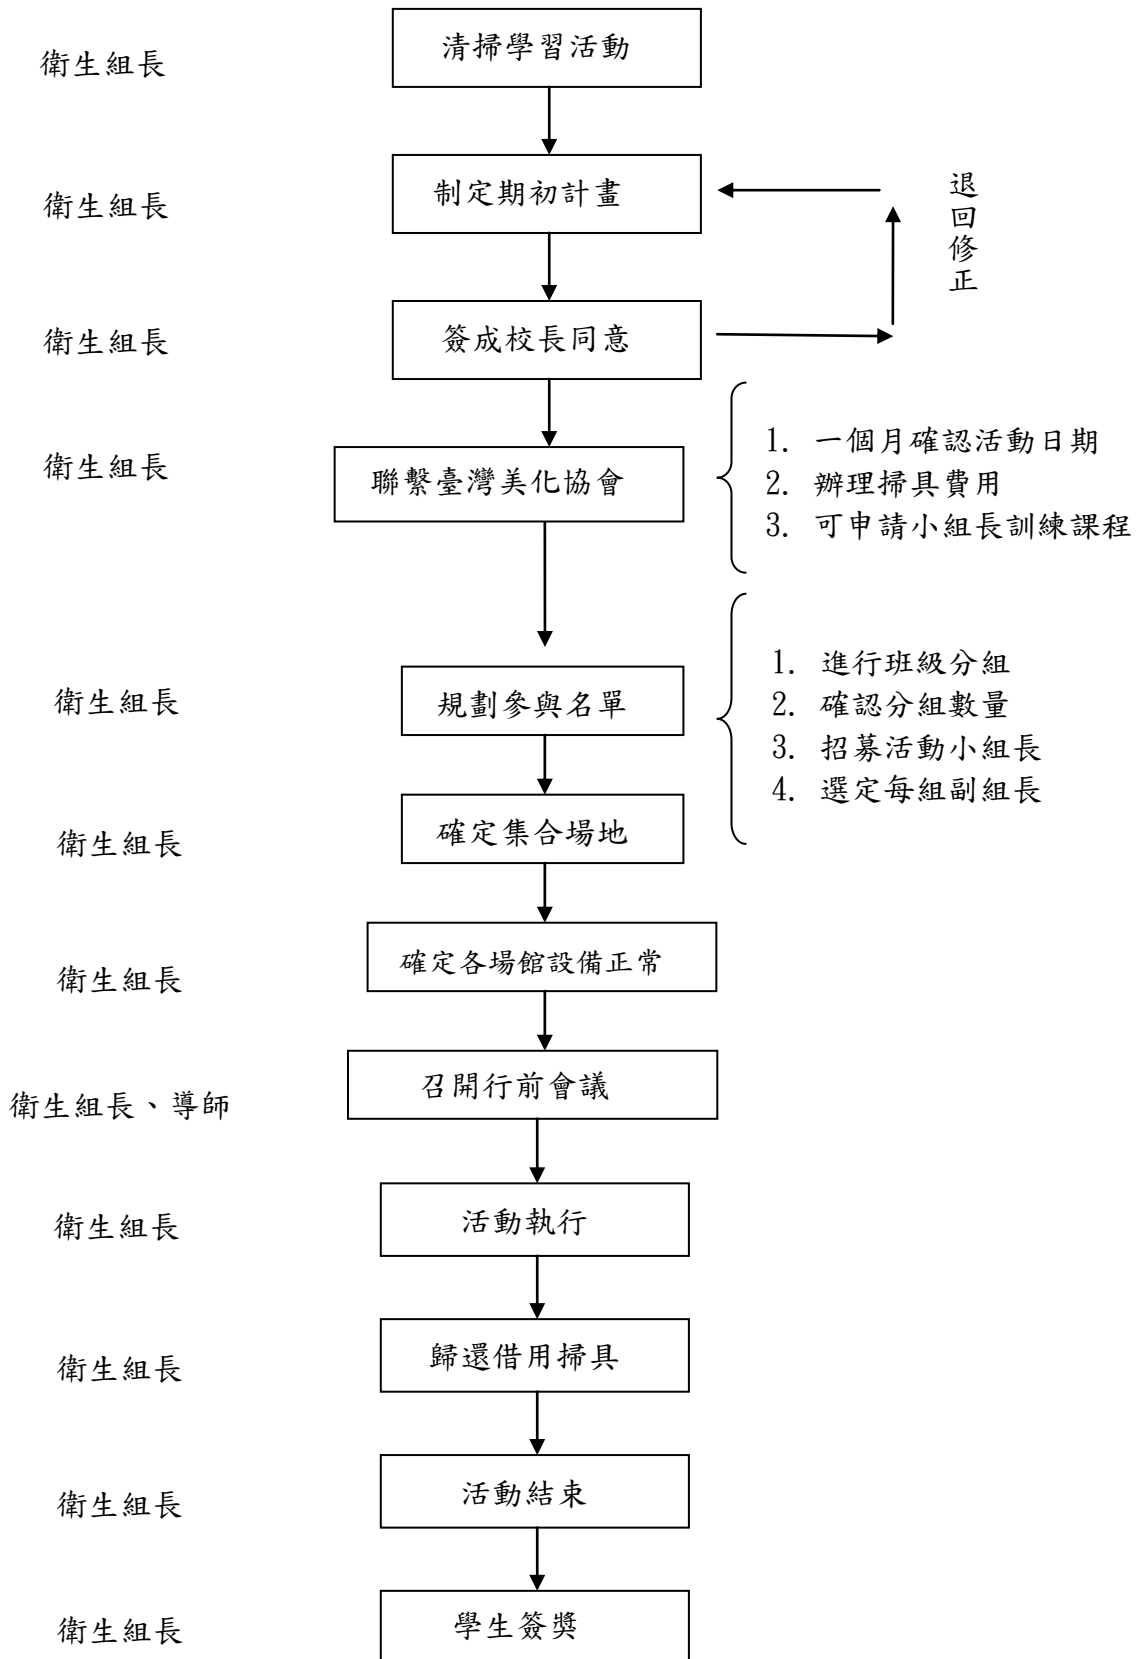 衛生組長
清掃學習活動
衛生組長
制定期初計畫
退回修正
衛生組長
簽成校長同意
衛生組長
聯繫臺灣美化協會
1. 一個月確認活動日期
2. 辦理掃具費用
3. 可申請小組長訓練課程
衛生組長
規劃參與名單
1. 進行班級分組
2. 確認分組數量
3. 招募活動小組長
4. 選定每組副組長
衛生組長
確定集合場地
衛生組長
確定各場館設備正常
衛生組長、導師
召開行前會議
衛生組長
活動執行
衛生組長
歸還借用掃具
衛生組長
活動結束
衛生組長
學生簽獎